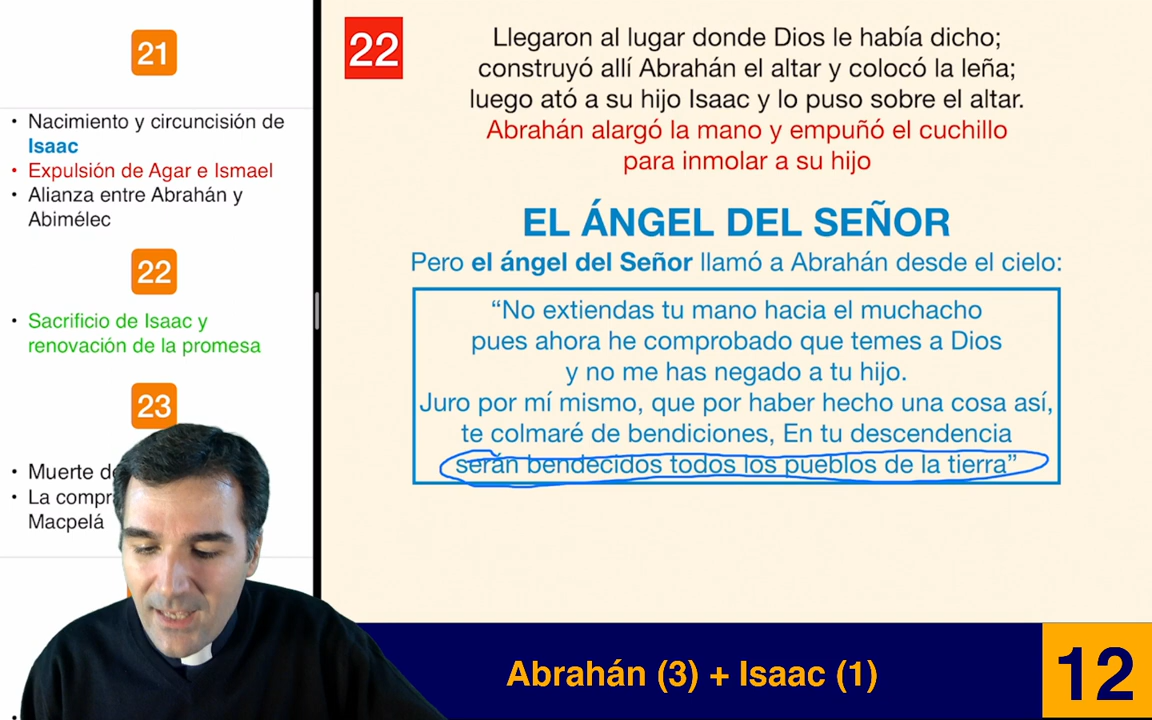 21
• Nacimiento y circuncisión de
Isaac
• Expulsión de Agar e Ismael
• Alianza entre Abrahán y
Abimélec
22
• Sacrificio de Isaac y
renovación de la promesa
23
• Muerte
• La
Macpelá
22
Llegaron al lugar donde Dios le había dicho;
construyó allí Abrahán el altar y colocó la leña;
luego ató a su hijo Isaac y lo puso sobre el altar.
Abrahán alargó la mano y empuñó el cuchillo
para inmolar a su hijo
EL ÁNGEL DEL SEÑOR
Pero el ángel del Señor llamó a Abrahán desde el cielo:
“No extiendas tu mano hacia el muchacho
pues ahora he comprobado que temes a Dios
y no me has negado a tu hijo.
Juro por mí mismo, que por haber hecho una cosa así,
te colmaré de bendiciones, En tu descendencia
serán bendecidos todos los pueblos de la tierra”
Abrahán (3) + Isaac (1)
12